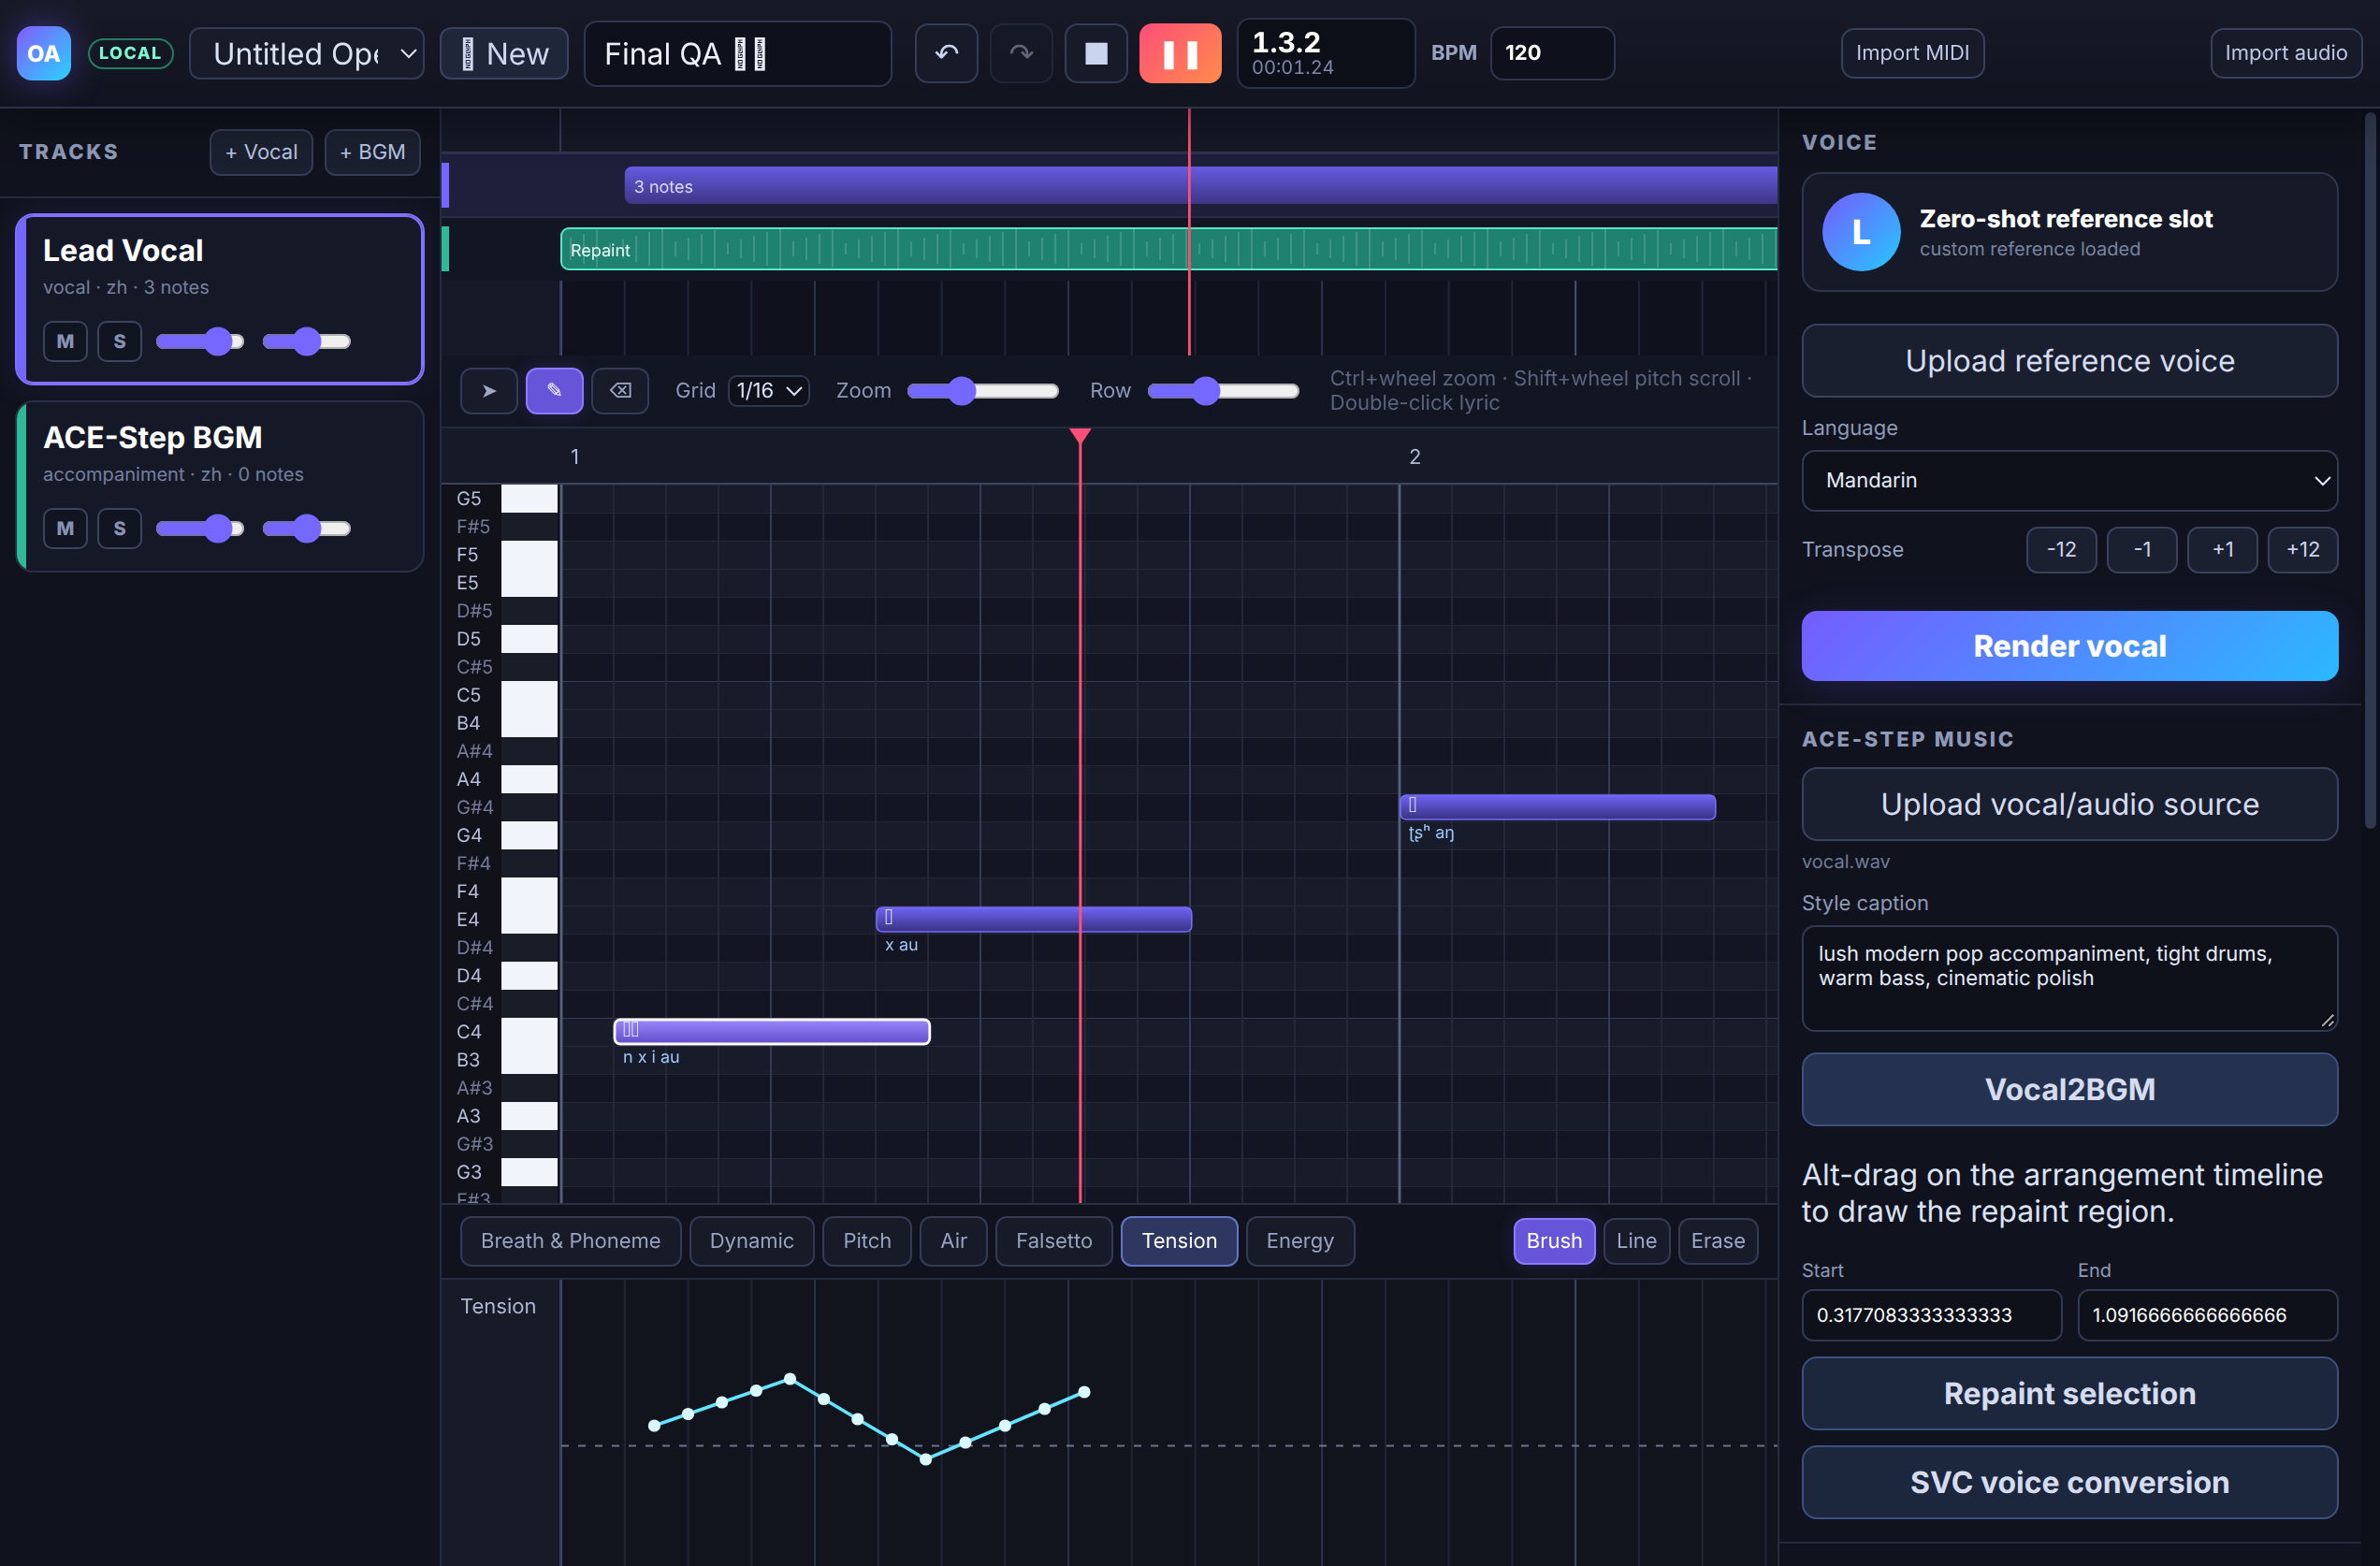 OA
LOCAL
Untitled Ope
New
Final QA
1.3.2
00:01.24
BPM
120
Import MIDI
Import audio
TRACKS
+ Vocal
+ BGM
Lead Vocal
vocal · zh · 3 notes
M
S
ACE-Step BGM
accompaniment · zh · 0 notes
M
S
3 notes
Repaint
Grid
1/16
Zoom
Row
Ctrl+wheel zoom · Shift+wheel pitch scroll ·
Double-click lyric
1
2
G5
F#5
F5
E5
D#5
D5
C#5
C5
B4
A#4
A4
G#4
G4
F#4
F4
E4
D#4
D4
C#4
C4
B3
A#3
A3
G#3
G3
F#3
tʂʰ aŋ
x au
n x i au
Breath & Phoneme
Dynamic
Pitch
Air
Falsetto
Tension
Energy
Brush
Line
Erase
Tension
VOICE
L
Zero-shot reference slot
custom reference loaded
Upload reference voice
Language
Mandarin
Transpose
-12
-1
+1
+12
Render vocal
ACE-STEP MUSIC
Upload vocal/audio source
vocal.wav
Style caption
lush modern pop accompaniment, tight drums,
warm bass, cinematic polish
Vocal2BGM
Alt-drag on the arrangement timeline
to draw the repaint region.
Start
End
0.3177083333333333
1.0916666666666666
Repaint selection
SVC voice conversion